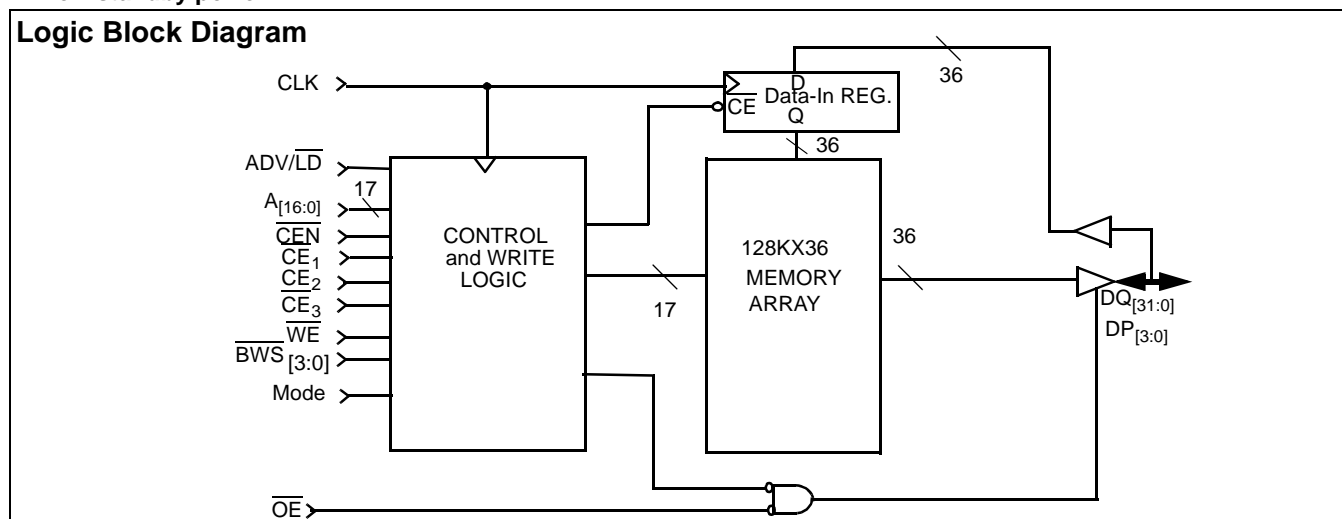 Logic Block Diagram
CLK
D
CE Data-In REG.
Q
36
36
ADV/LD
A[16:0]
17
CEN
CE1
CE2
CE3
WE
BWS[3:0]
Mode
CONTROL
and WRITE
LOGIC
17
128KX36
MEMORY
ARRAY
36
DQ[31:0]
DP[3:0]
OE